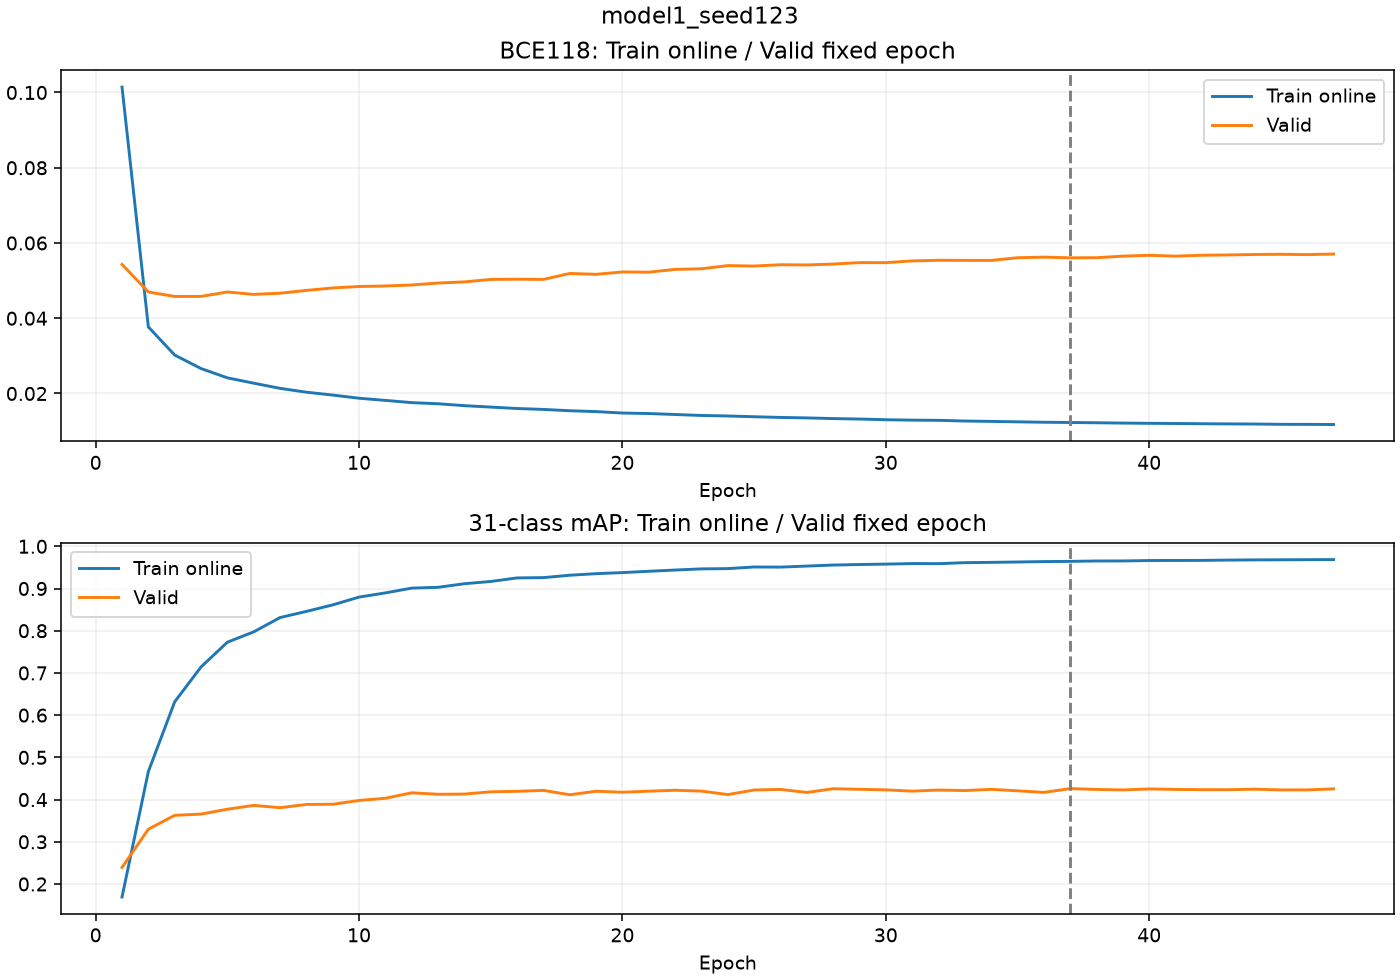 model1_seed123
BCE118: Train online / Valid fixed epoch
0.10
0.08
0.06
0.04
0.02
Train online
Valid
0 10 20 30 40
Epoch
31-class mAP: Train online / Valid fixed epoch
1.0
0.9
0.8
0.7
0.6
0.5
0.4
0.3
0.2
Train online
Valid
0 10 20 30 40
Epoch